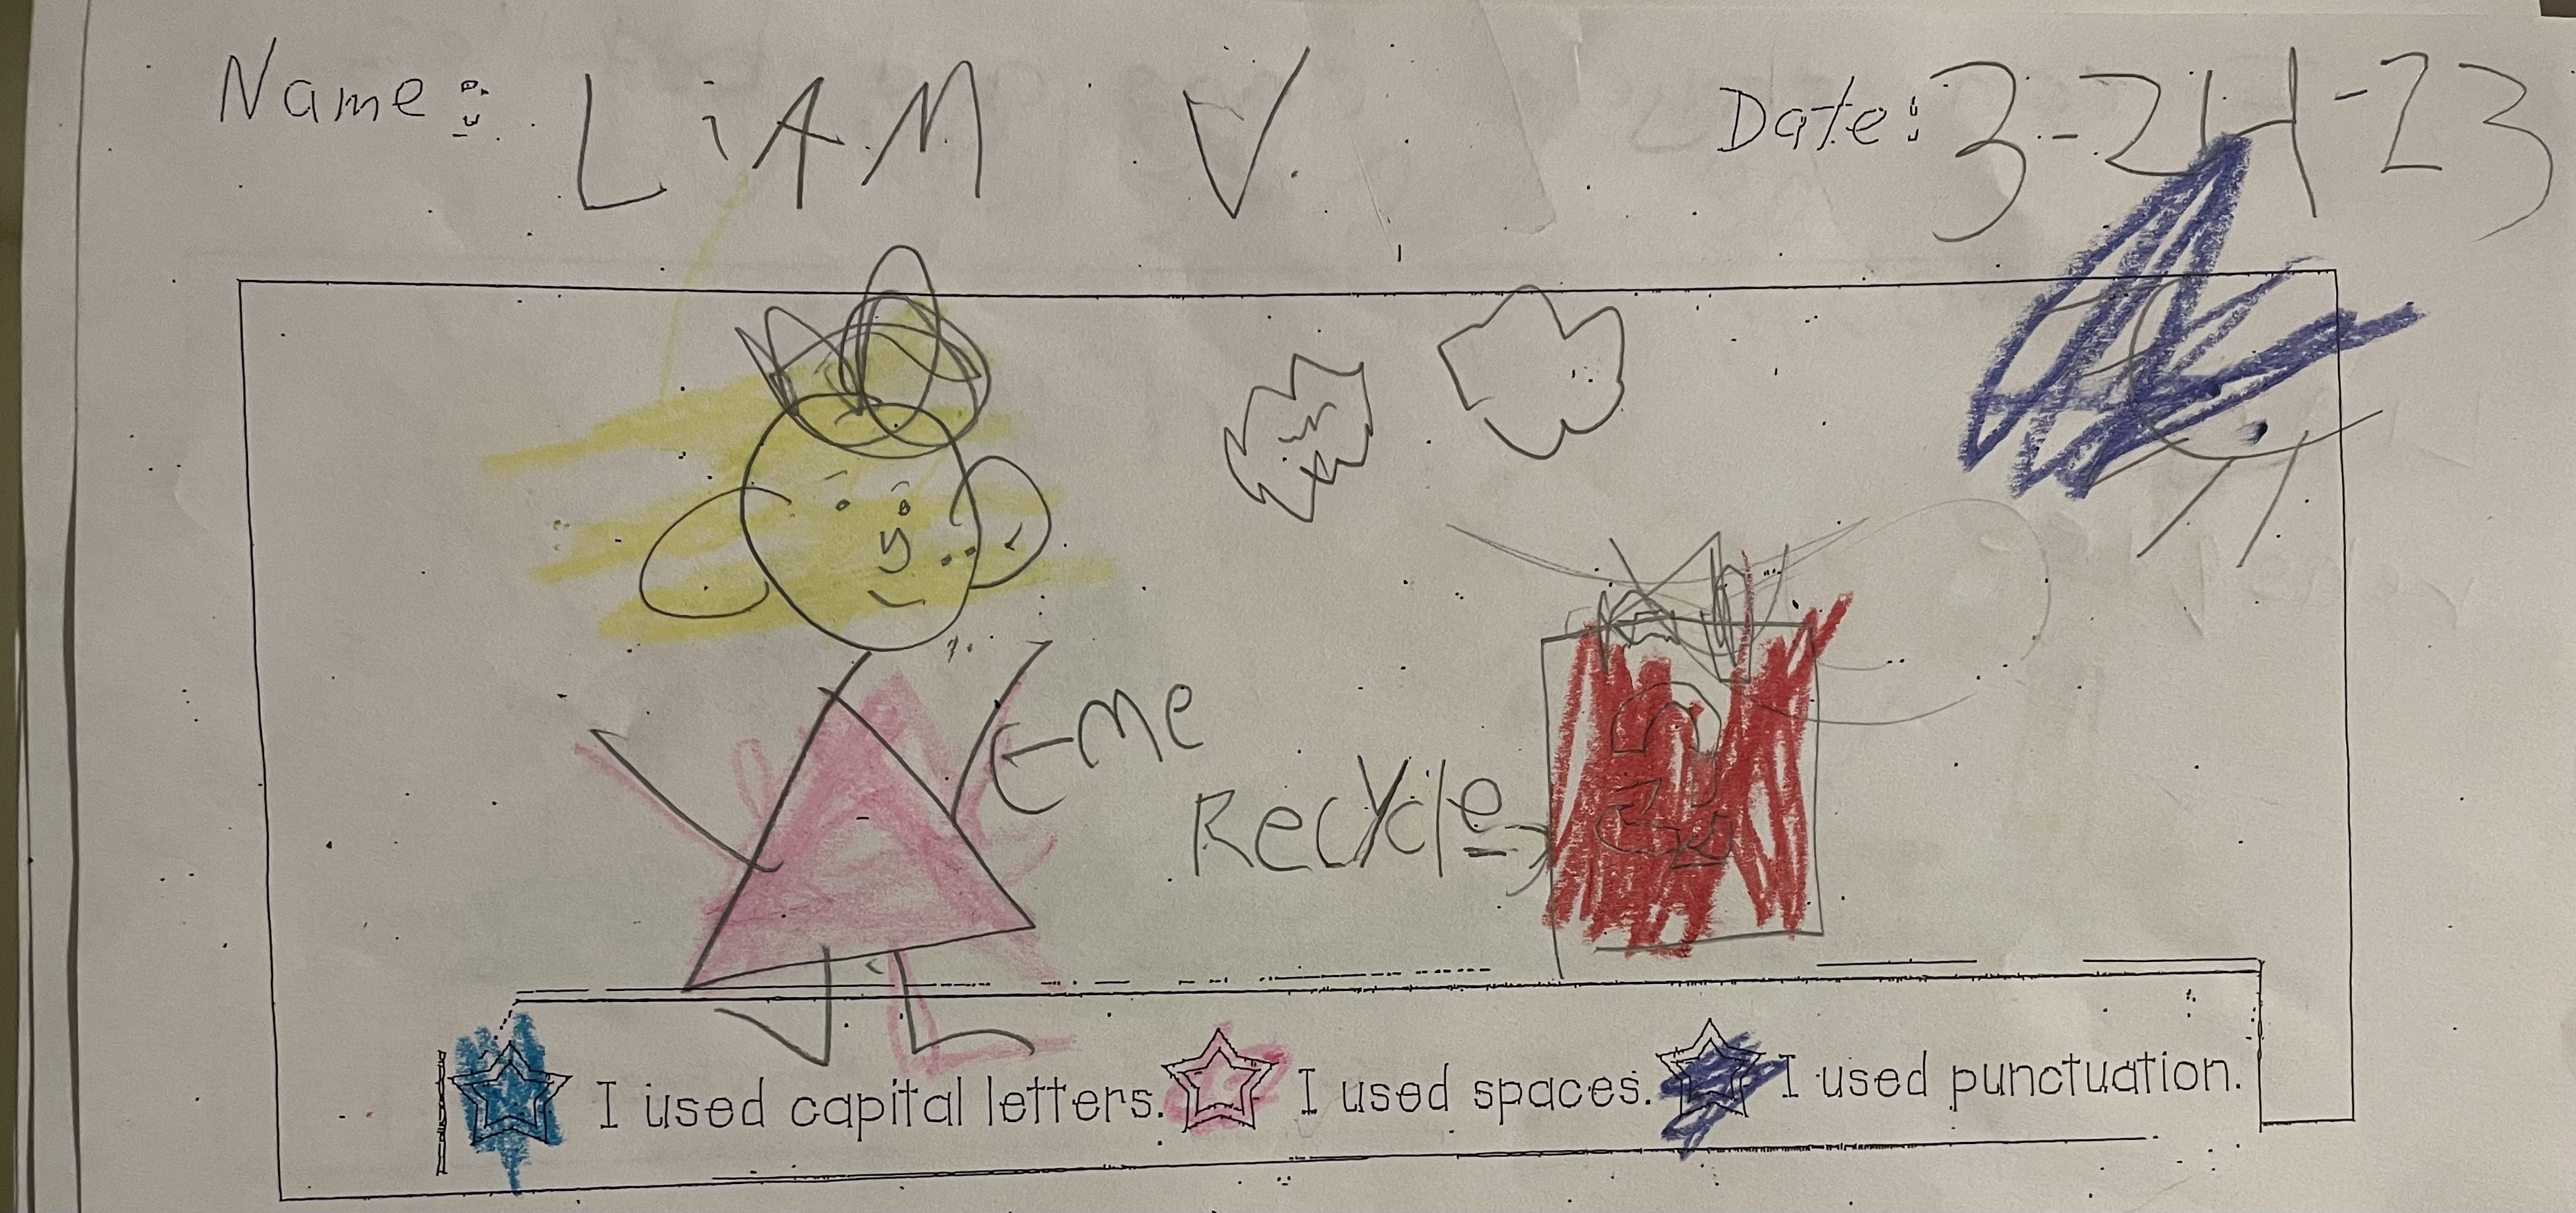 Name: LiAM V. Date: 3-24-23
me
Recycle
I used capital letters. I used spaces. I used punctuation.